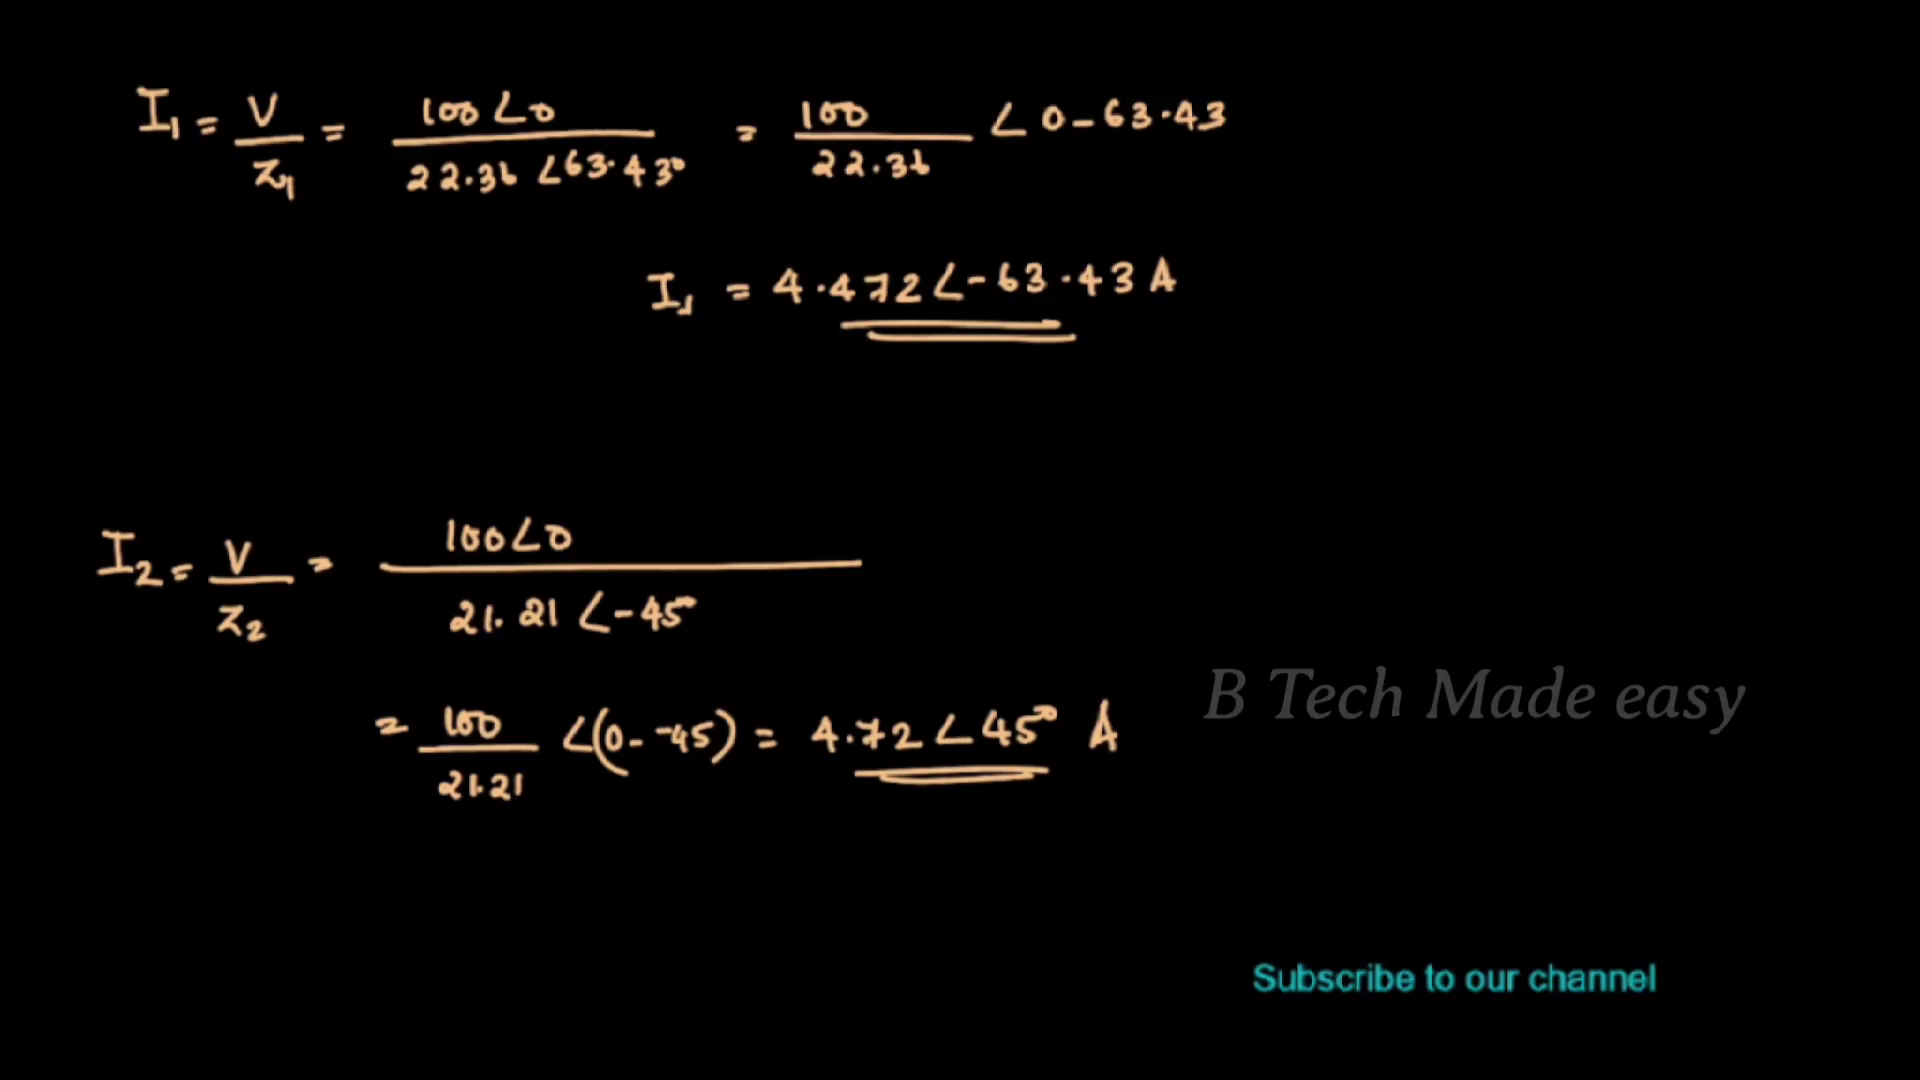 I₁ = V/Z₁ = 100∠0 / 22.36∠63.43° = 100/22.36 ∠0-63.43
I₁ = 4.472∠-63.43 A
I₂ = V/Z₂ = 100∠0 / 21.21∠-45°
= 100/21.21 ∠(0--45) = 4.72∠45° A
B Tech Made easy
Subscribe to our channel